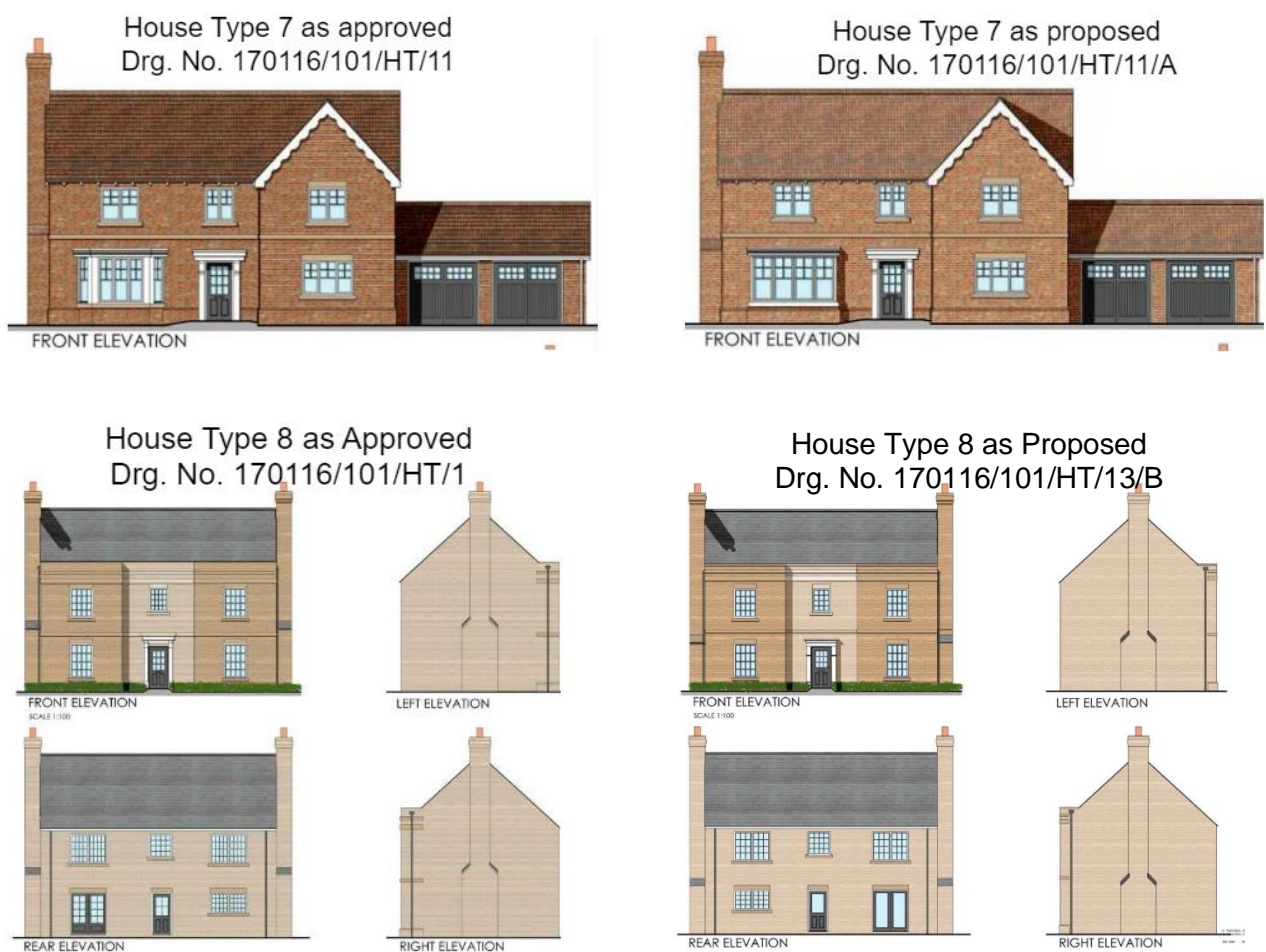 House Type 7 as approved
Drg. No. 170116/101/HT/11
FRONT ELEVATION
House Type 7 as proposed
Drg. No. 170116/101/HT/11/A
FRONT ELEVATION
House Type 8 as Approved
Drg. No. 170116/101/HT/1
FRONT ELEVATION
SCALE 1:100
LEFT ELEVATION
REAR ELEVATION
RIGHT ELEVATION
House Type 8 as Proposed
Drg. No. 170116/101/HT/13/B
FRONT ELEVATION
SCALE 1:100
LEFT ELEVATION
REAR ELEVATION
RIGHT ELEVATION